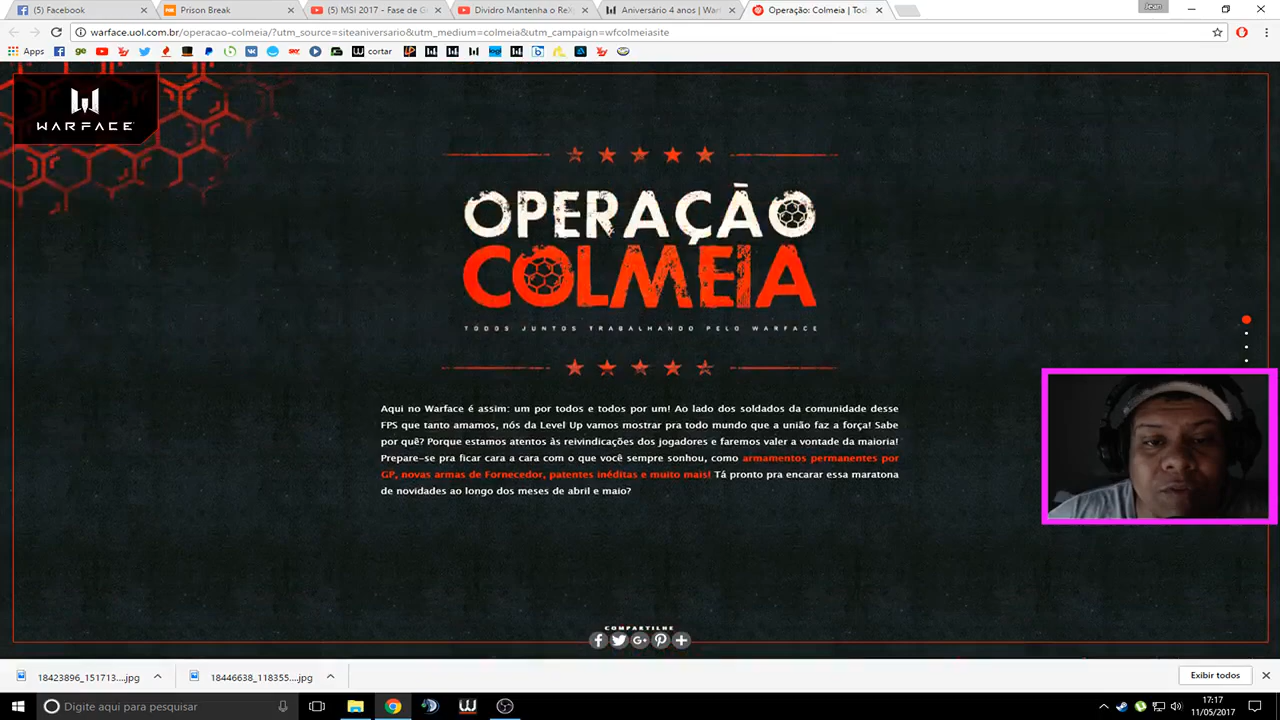 (5) Facebook
Prison Break
(5) MSI 2017 - Fase de G
Dividro Mantenha o ReX
Aniversário 4 anos | Warf
Operação: Colmeia | Tod
Jean
warface.uol.com.br/operacao-colmeia/?utm_source=siteaniversario&utm_medium=colmeia&utm_campaign=wfcolmeiasite
Apps
cortar
WARFACE
OPERAÇÃO
COLMEIA
TODOS JUNTOS TRABALHANDO PELO WARFACE
Aqui no Warface é assim: um por todos e todos por um! Ao lado dos soldados da comunidade desse
FPS que tanto amamos, nós da Level Up vamos mostrar pra todo mundo que a união faz a força! Sabe
por quê? Porque estamos atentos às reivindicações dos jogadores e faremos valer a vontade da maioria!
Prepare-se pra ficar cara a cara com o que você sempre sonhou, como armamentos permanentes por
GP, novas armas de Fornecedor, patentes inéditas e muito mais! Tá pronto pra encarar essa maratona
de novidades ao longo dos meses de abril e maio?
COMPARTILHE
18423896_151713....jpg
18446638_118355....jpg
Exibir todos
Digite aqui para pesquisar
17:17
11/05/2017